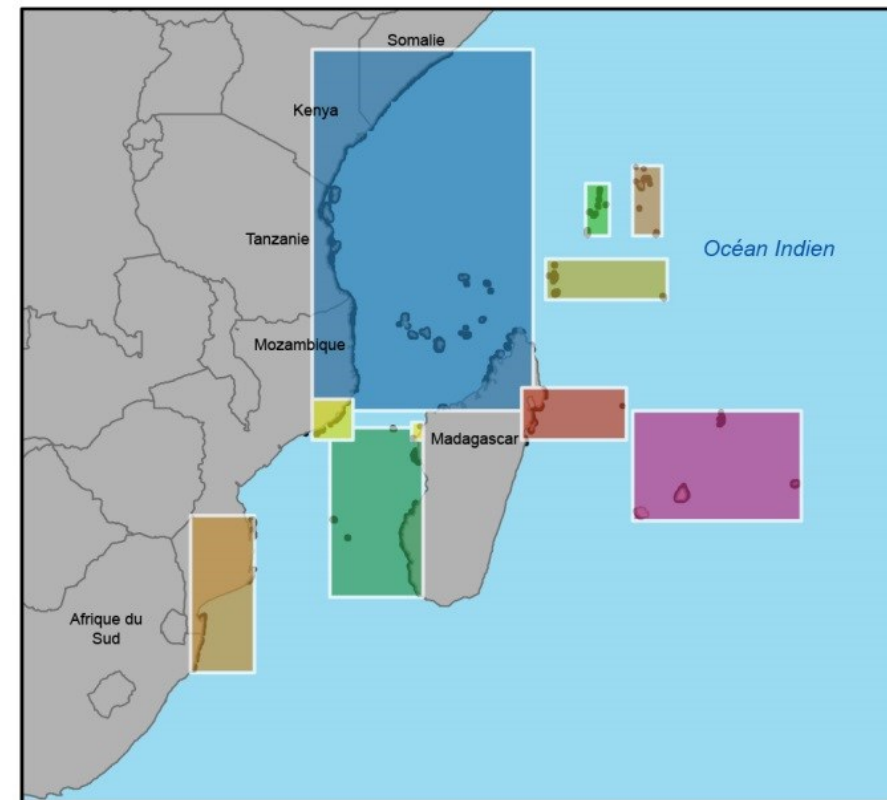 Somalie
Kenya
Océan Indien
Tanzanie
Mozambique
Madagascar
Afrique du
Sud